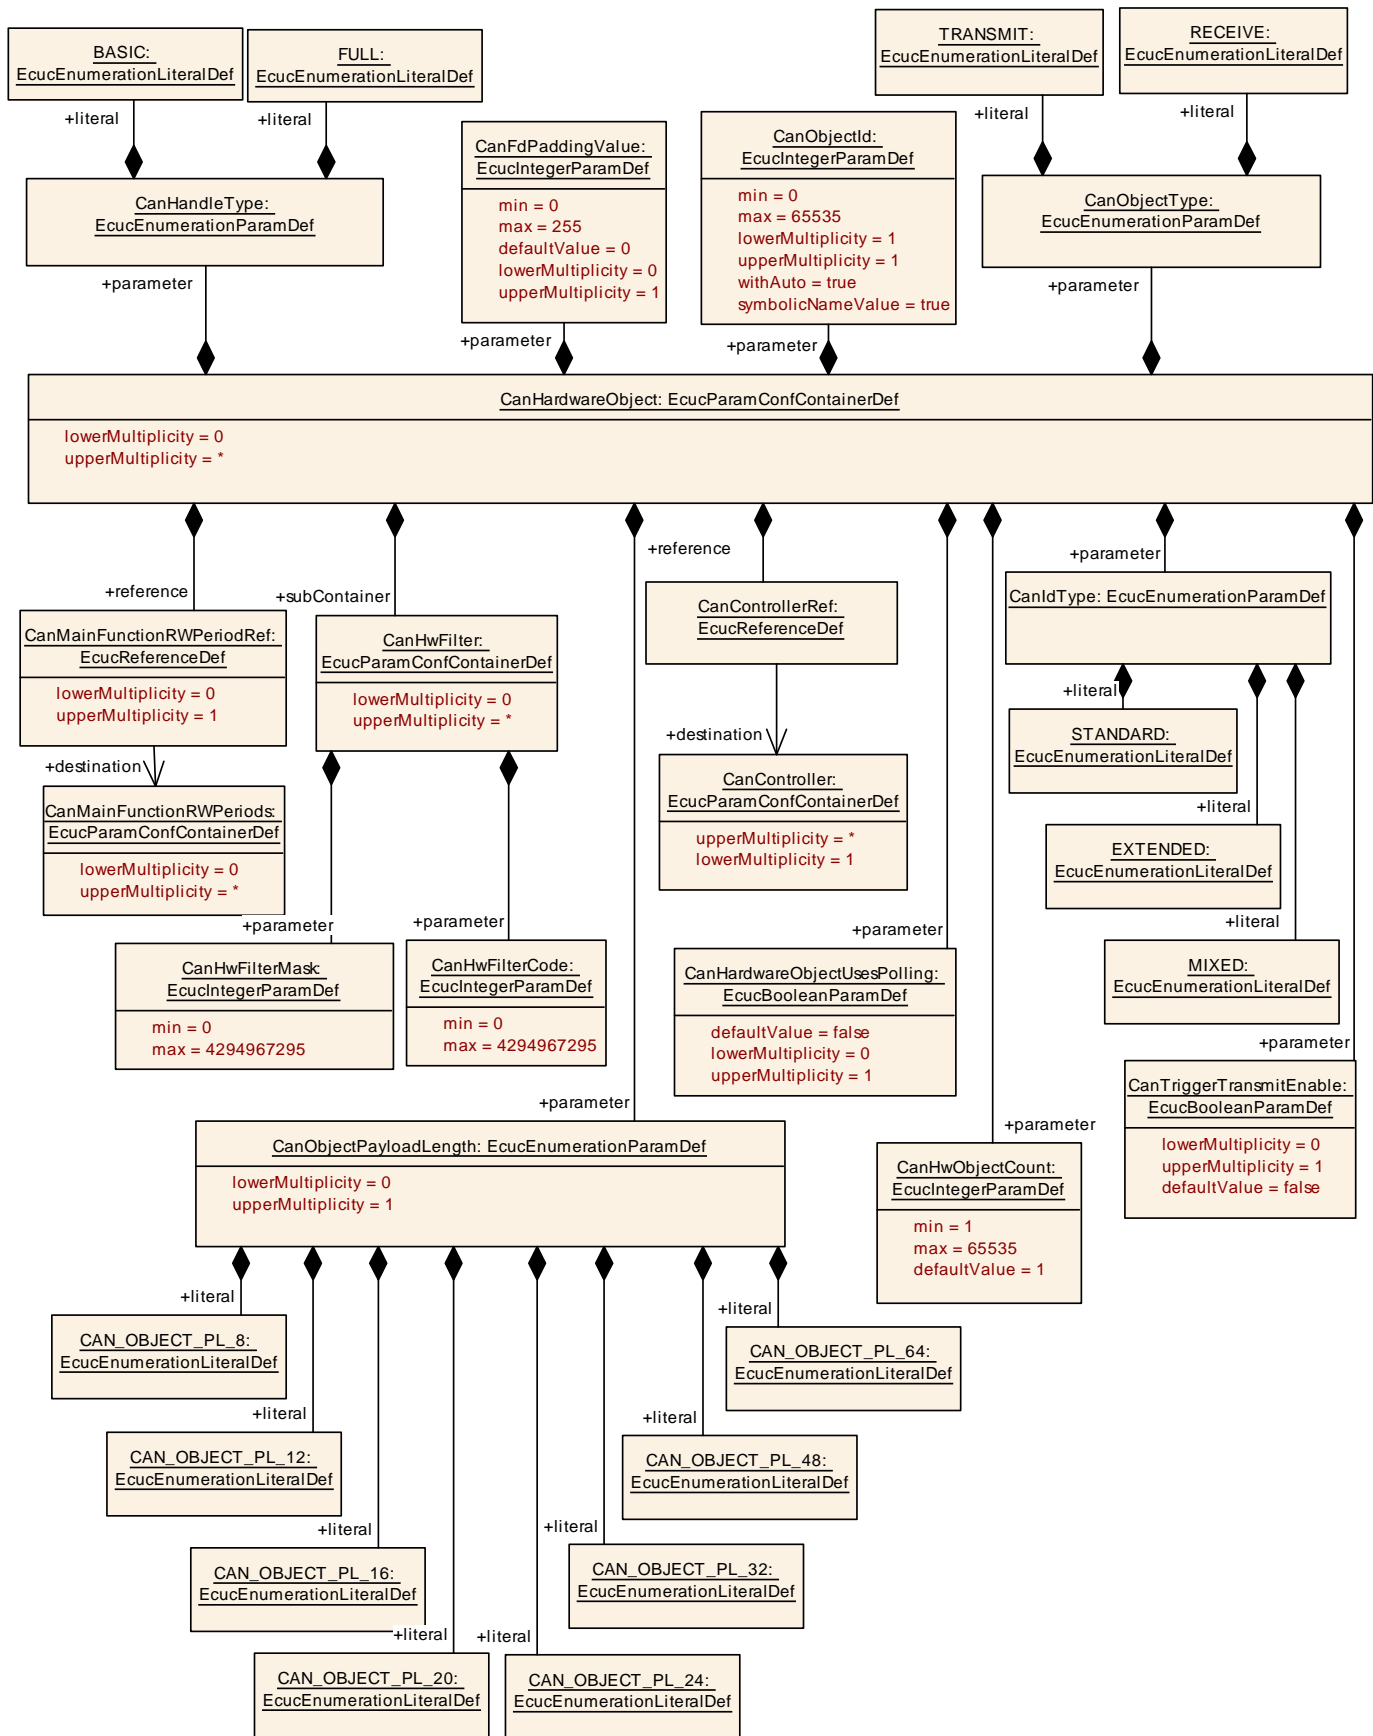 BASIC:
EcucEnumerationLiteralDef
+literal
FULL:
EcucEnumerationLiteralDef
+literal
TRANSMIT:
EcucEnumerationLiteralDef
+literal
RECEIVE:
EcucEnumerationLiteralDef
+literal
CanHandleType:
EcucEnumerationParamDef
+parameter
CanFdPaddingValue:
EcucIntegerParamDef
min = 0
max = 255
defaultValue = 0
lowerMultiplicity = 0
upperMultiplicity = 1
+parameter
CanObjectId:
EcucIntegerParamDef
min = 0
max = 65535
lowerMultiplicity = 1
upperMultiplicity = 1
withAuto = true
symbolicNameValue = true
+parameter
CanObjectType:
EcucEnumerationParamDef
+parameter
CanHardwareObject: EcucParamConfContainerDef
lowerMultiplicity = 0
upperMultiplicity = *
+reference
CanMainFunctionRWPeriodRef:
EcucReferenceDef
lowerMultiplicity = 0
upperMultiplicity = 1
+destination
CanMainFunctionRWPeriods:
EcucParamConfContainerDef
lowerMultiplicity = 0
upperMultiplicity = *
+subContainer
CanHwFilter:
EcucParamConfContainerDef
lowerMultiplicity = 0
upperMultiplicity = *
+parameter
CanHwFilterMask:
EcucIntegerParamDef
min = 0
max = 4294967295
+parameter
CanHwFilterCode:
EcucIntegerParamDef
min = 0
max = 4294967295
+reference
CanControllerRef:
EcucReferenceDef
+destination
CanController:
EcucParamConfContainerDef
upperMultiplicity = *
lowerMultiplicity = 1
+parameter
CanHardwareObjectUsesPolling:
EcucBooleanParamDef
defaultValue = false
lowerMultiplicity = 0
upperMultiplicity = 1
+parameter
CanIdType: EcucEnumerationParamDef
+literal
STANDARD:
EcucEnumerationLiteralDef
+literal
EXTENDED:
EcucEnumerationLiteralDef
+literal
MIXED:
EcucEnumerationLiteralDef
+parameter
CanTriggerTransmitEnable:
EcucBooleanParamDef
lowerMultiplicity = 0
upperMultiplicity = 1
defaultValue = false
+parameter
CanHwObjectCount:
EcucIntegerParamDef
min = 1
max = 65535
defaultValue = 1
+parameter
CanObjectPayloadLength: EcucEnumerationParamDef
lowerMultiplicity = 0
upperMultiplicity = 1
+literal
CAN_OBJECT_PL_8:
EcucEnumerationLiteralDef
+literal
CAN_OBJECT_PL_12:
EcucEnumerationLiteralDef
+literal
CAN_OBJECT_PL_16:
EcucEnumerationLiteralDef
+literal
CAN_OBJECT_PL_20:
EcucEnumerationLiteralDef
+literal
CAN_OBJECT_PL_24:
EcucEnumerationLiteralDef
+literal
CAN_OBJECT_PL_32:
EcucEnumerationLiteralDef
+literal
CAN_OBJECT_PL_48:
EcucEnumerationLiteralDef
+literal
CAN_OBJECT_PL_64:
EcucEnumerationLiteralDef